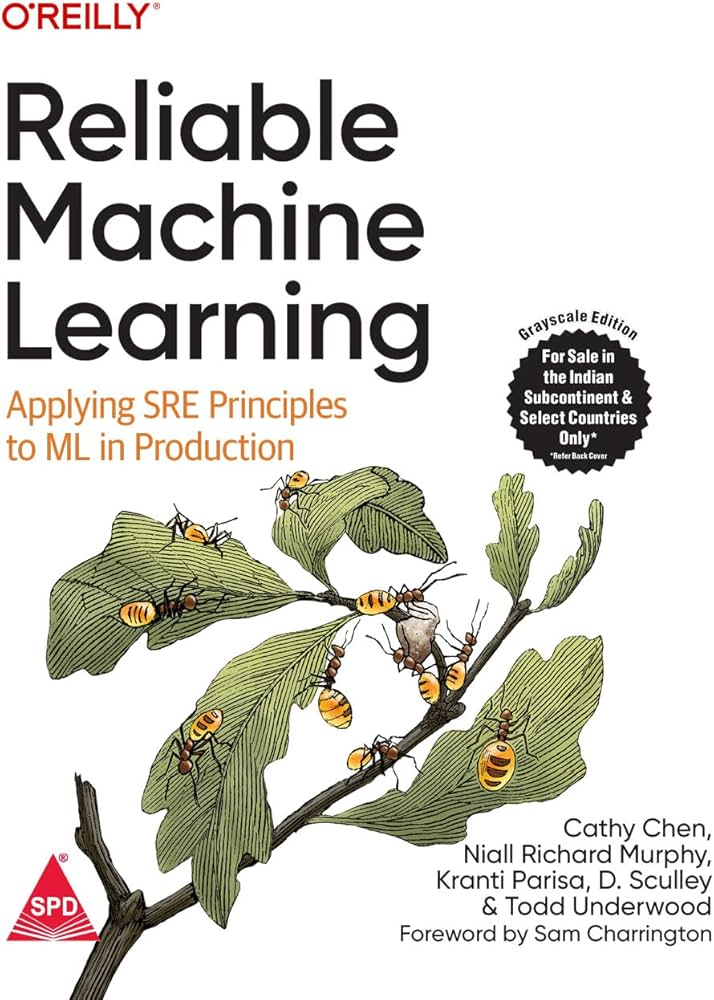 O'REILLY®
Reliable
Machine
Learning
Applying SRE Principles
to ML in Production
Grayscale Edition
For Sale in
the Indian
Subcontinent &
Select Countries
Only*
*Refer Back Cover
Cathy Chen,
Niall Richard Murphy,
Kranti Parisa, D. Sculley
& Todd Underwood
Foreword by Sam Charrington
®
SPD